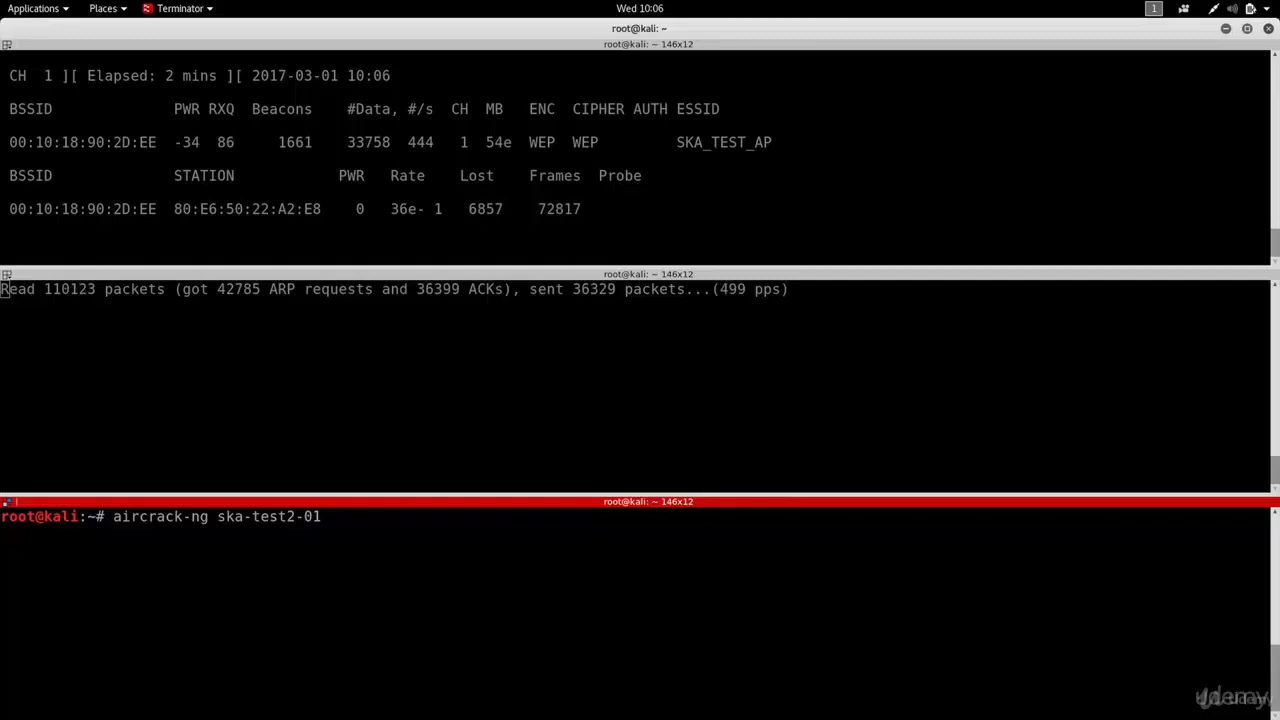 Applications Places Terminator Wed 10:06 1
root@kali: ~
root@kali: ~ 146x12
CH 1 ][ Elapsed: 2 mins ][ 2017-03-01 10:06
BSSID PWR RXQ Beacons #Data, #/s CH MB ENC CIPHER AUTH ESSID
00:10:18:90:2D:EE -34 86 1661 33758 444 1 54e WEP WEP SKA_TEST_AP
BSSID STATION PWR Rate Lost Frames Probe
00:10:18:90:2D:EE 80:E6:50:22:A2:E8 0 36e- 1 6857 72817
root@kali: ~ 146x12
Read 110123 packets (got 42785 ARP requests and 36399 ACKs), sent 36329 packets...(499 pps)
root@kali: ~ 146x12
root@kali:~# aircrack-ng ska-test2-01
udemy